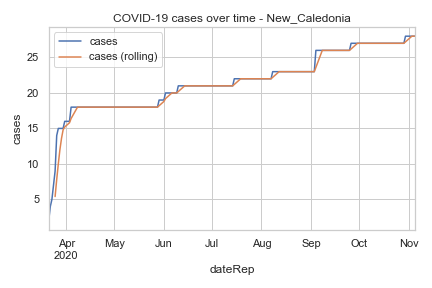 COVID-19 cases over time - New_Caledonia
cases
cases (rolling)
cases
25
20
15
10
5
Apr May Jun Jul Aug Sep Oct Nov
2020
dateRep